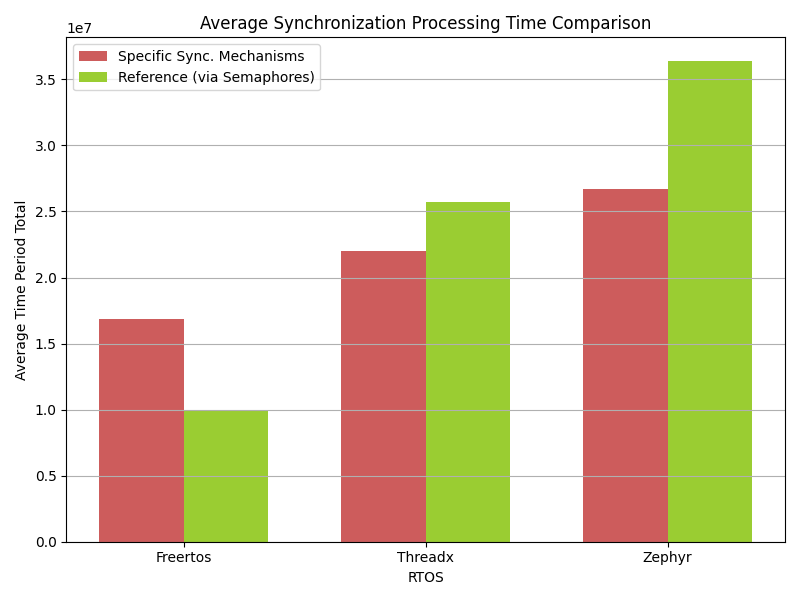 Average Synchronization Processing Time Comparison
1e7
Specific Sync. Mechanisms
Reference (via Semaphores)
3.5
3.0
2.5
2.0
1.5
1.0
0.5
0.0
Average Time Period Total
Freertos
Threadx
Zephyr
RTOS